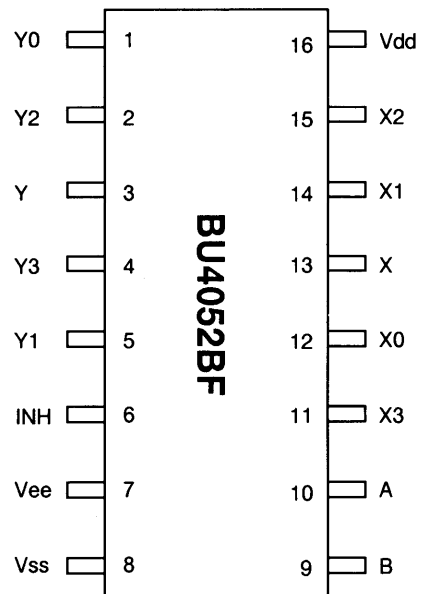 Y0 1 16 Vdd
Y2 2 15 X2
Y 3 14 X1
Y3 4 13 X
Y1 5 12 X0
INH 6 11 X3
Vee 7 10 A
Vss 8 9 B
BU4052BF